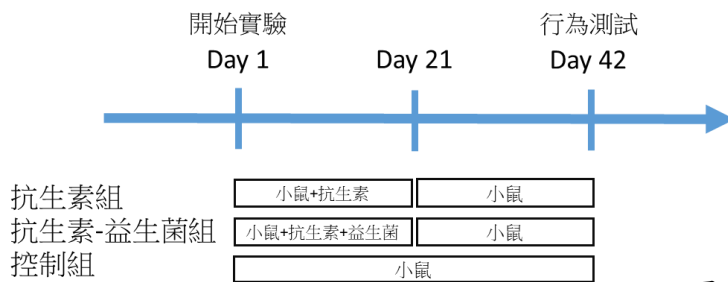 開始實驗 行為測試
Day 1 Day 21 Day 42
抗生素組 小鼠+抗生素 小鼠
抗生素-益生菌組 小鼠+抗生素+益生菌 小鼠
控制組 小鼠